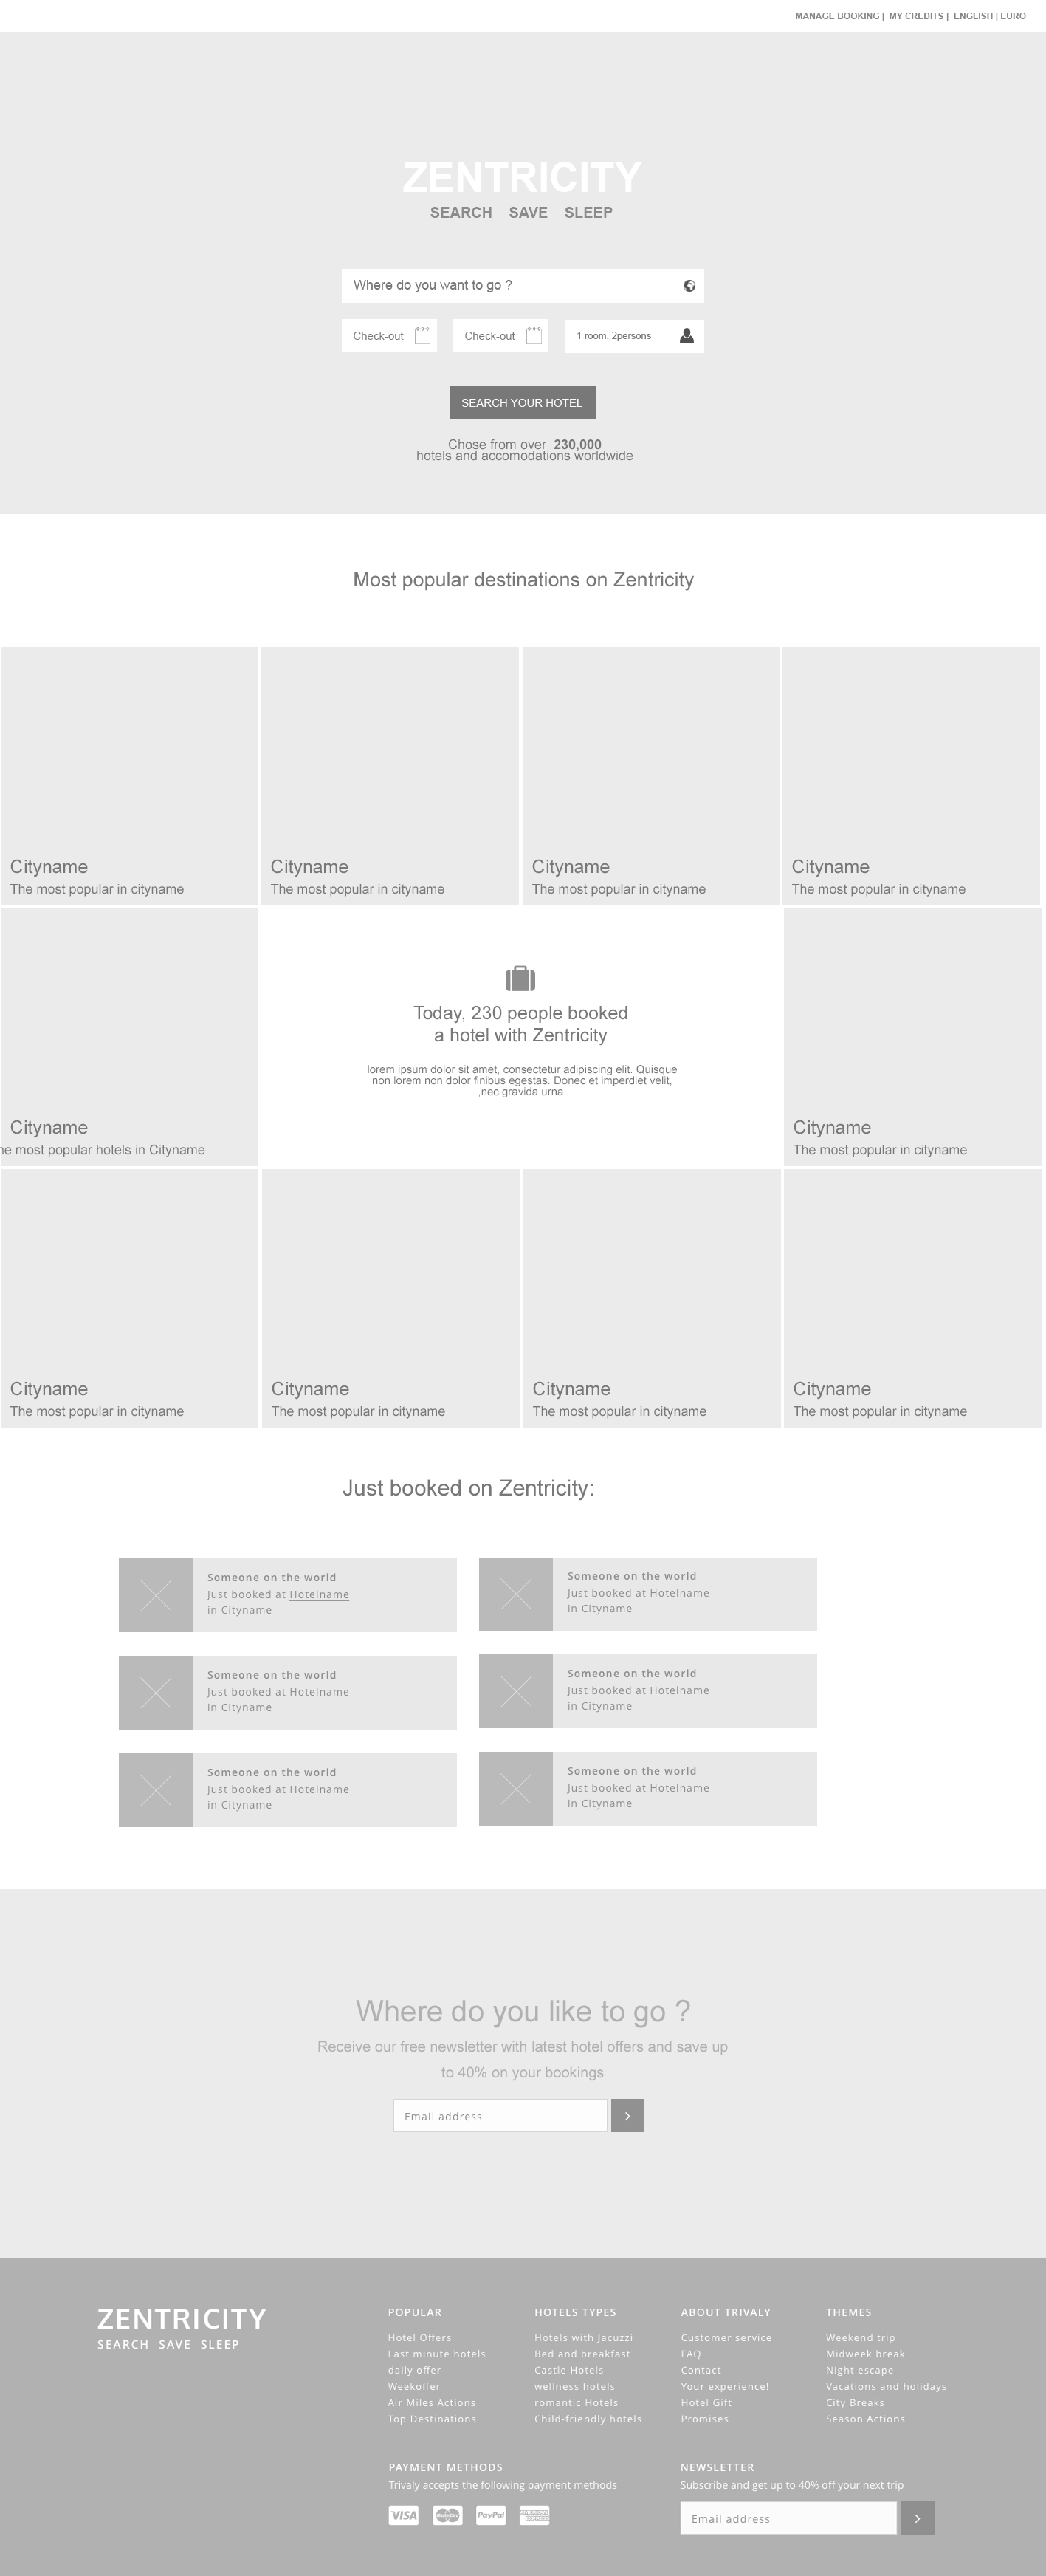 MANAGE BOOKING | MY CREDITS | ENGLISH | EURO
ZENTRICITY
SEARCH SAVE SLEEP
Where do you want to go ?
Check-out Check-out 1 room, 2persons
SEARCH YOUR HOTEL
Chose from over 230,000
hotels and accomodations worldwide
Most popular destinations on Zentricity
Cityname
The most popular in cityname
Cityname
The most popular in cityname
Cityname
The most popular in cityname
Cityname
The most popular in cityname
Cityname
he most popular hotels in Cityname
Today, 230 people booked
a hotel with Zentricity
lorem ipsum dolor sit amet, consectetur adipiscing elit. Quisque
non lorem non dolor finibus egestas. Donec et imperdiet velit,
,nec gravida urna.
Cityname
The most popular in cityname
Cityname
The most popular in cityname
Cityname
The most popular in cityname
Cityname
The most popular in cityname
Cityname
The most popular in cityname
Just booked on Zentricity:
Someone on the world
Just booked at Hotelname
in Cityname
Someone on the world
Just booked at Hotelname
in Cityname
Someone on the world
Just booked at Hotelname
in Cityname
Someone on the world
Just booked at Hotelname
in Cityname
Someone on the world
Just booked at Hotelname
in Cityname
Someone on the world
Just booked at Hotelname
in Cityname
Where do you like to go ?
Receive our free newsletter with latest hotel offers and save up
to 40% on your bookings
Email address
ZENTRICITY
SEARCH SAVE SLEEP
POPULAR
Hotel Offers
Last minute hotels
daily offer
Weekoffer
Air Miles Actions
Top Destinations
HOTELS TYPES
Hotels with Jacuzzi
Bed and breakfast
Castle Hotels
wellness hotels
romantic Hotels
Child-friendly hotels
ABOUT TRIVALY
Customer service
FAQ
Contact
Your experience!
Hotel Gift
Promises
THEMES
Weekend trip
Midweek break
Night escape
Vacations and holidays
City Breaks
Season Actions
PAYMENT METHODS
Trivaly accepts the following payment methods
VISA MasterCard PayPal AMERICAN EXPRESS
NEWSLETTER
Subscribe and get up to 40% off your next trip
Email address